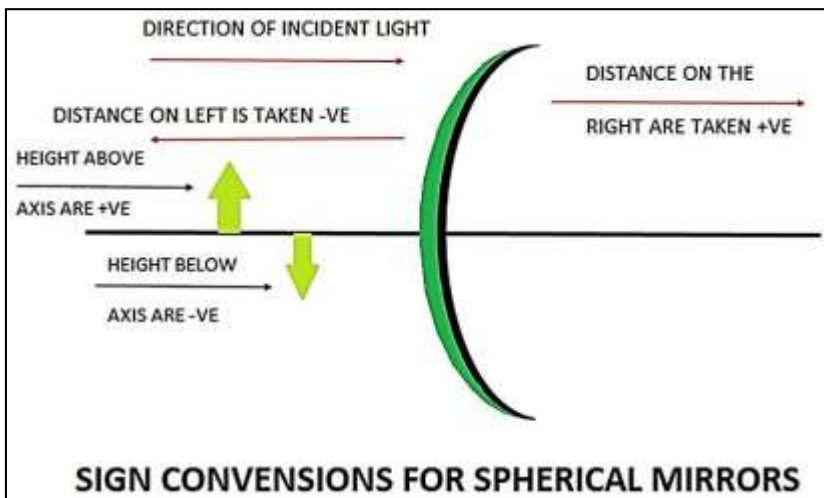 DIRECTION OF INCIDENT LIGHT
DISTANCE ON THE
RIGHT ARE TAKEN +VE
DISTANCE ON LEFT IS TAKEN -VE
HEIGHT ABOVE
AXIS ARE +VE
HEIGHT BELOW
AXIS ARE -VE
SIGN CONVENSIONS FOR SPHERICAL MIRRORS